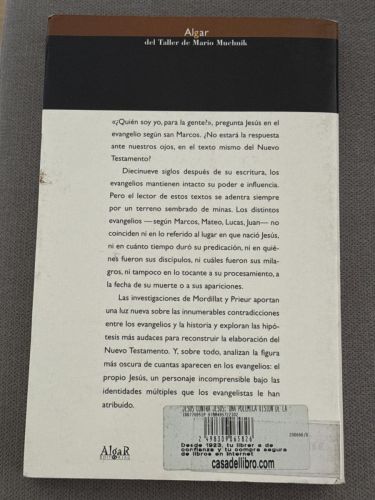 Algar
del Taller de Mario Muchnik
«¿Quién soy yo, para la gente?», pregunta Jesús en el
evangelio según san Marcos. ¿No estará la respuesta
ante nuestros ojos, en el texto mismo del Nuevo
Testamento?
Diecinueve siglos después de su escritura, los
evangelios mantienen intacto su poder e influencia.
Pero el lector de estos textos se adentra siempre
por un terreno sembrado de minas. Los distintos
evangelios —según Marcos, Mateo, Lucas, Juan— no
coinciden ni en lo referido al lugar en que nació Jesús,
ni en cuánto tiempo duró su predicación, ni en quié-
nes fueron sus discípulos, ni cuáles fueron sus mila-
gros, ni tampoco en lo tocante a su procesamiento, a
la fecha de su muerte o a sus apariciones.
Las investigaciones de Mordillat y Prieur aportan
una luz nueva sobre las innumerables contradicciones
entre los evangelios y la historia y exploran las hipó-
tesis más audaces para reconstruir la elaboración del
Nuevo Testamento. Y, sobre todo, analizan la figura
más oscura de cuantas aparecen en los evangelios: el
propio Jesús, un personaje incomprensible bajo las
identidades múltiples que los evangelistas le han
atribuido.
JESUS CONTRA JESUS: UNA POLEMICA VISION DE LA
Desde 1923, tu librer a de
confianza y tu compra segura
de libros en Internet
casadellibro.com
AlgaR